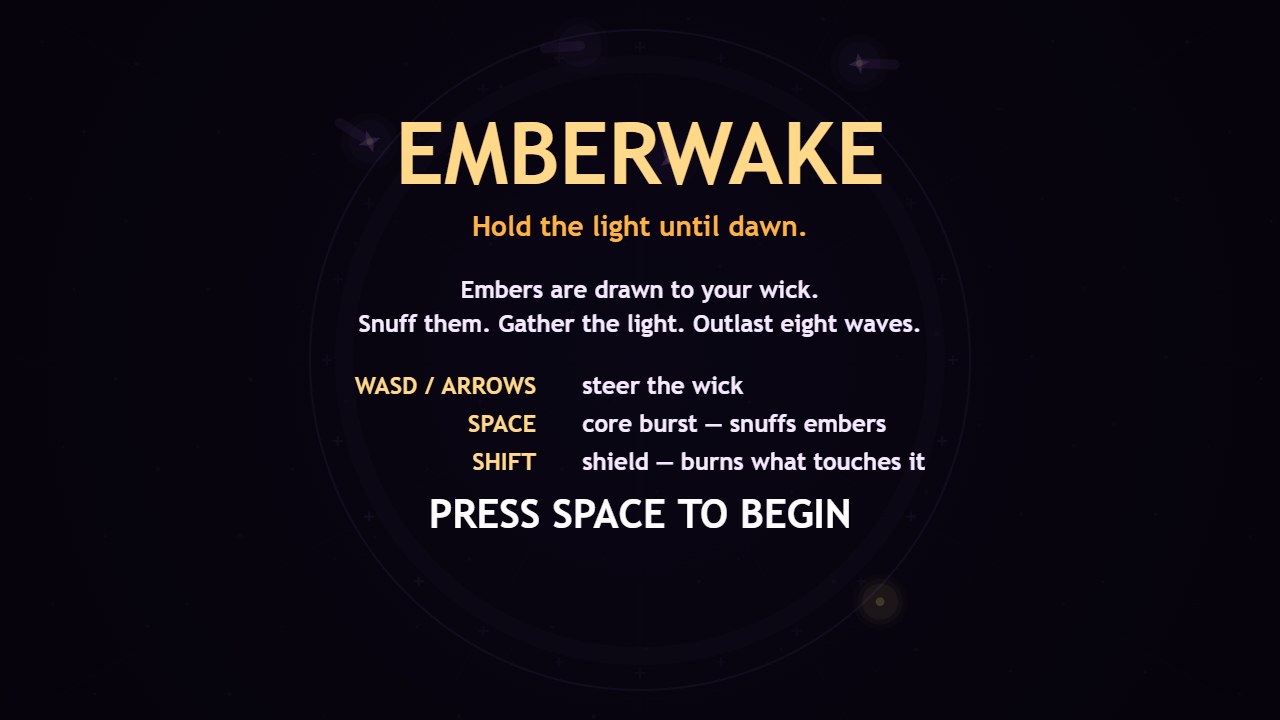 EMBERWAKE
Hold the light until dawn.
Embers are drawn to your wick.
Snuff them. Gather the light. Outlast eight waves.
WASD / ARROWS steer the wick
SPACE core burst — snuffs embers
SHIFT shield — burns what touches it
PRESS SPACE TO BEGIN